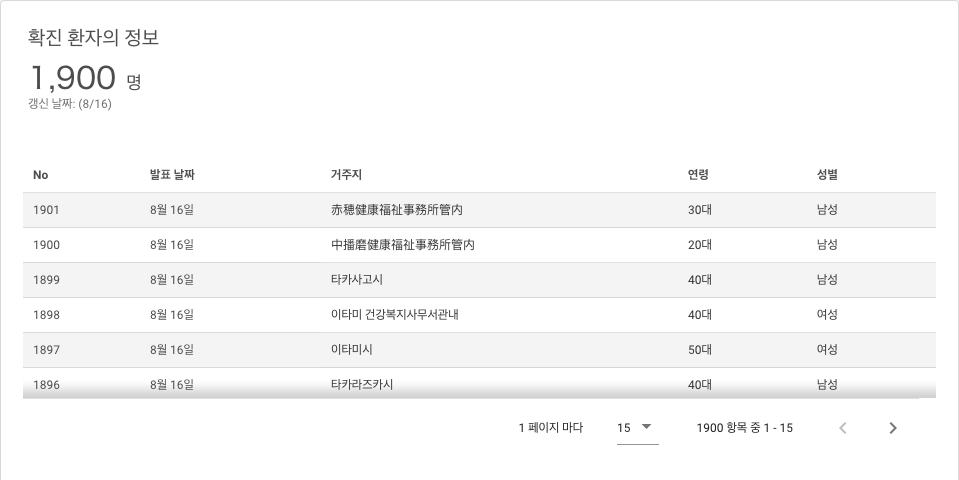 확진 환자의 정보
1,900 명
갱신 날짜: (8/16)
No 발표 날짜 거주지 연령 성별
1901 8월 16일 赤穂健康福祉事務所管内 30대 남성
1900 8월 16일 中播磨健康福祉事務所管内 20대 남성
1899 8월 16일 타카사고시 40대 남성
1898 8월 16일 이타미 건강복지사무서관내 40대 여성
1897 8월 16일 이타미시 50대 여성
1896 8월 16일 타카라즈카시 40대 남성
1 페이지 마다 15 1900 항목 중 1 - 15